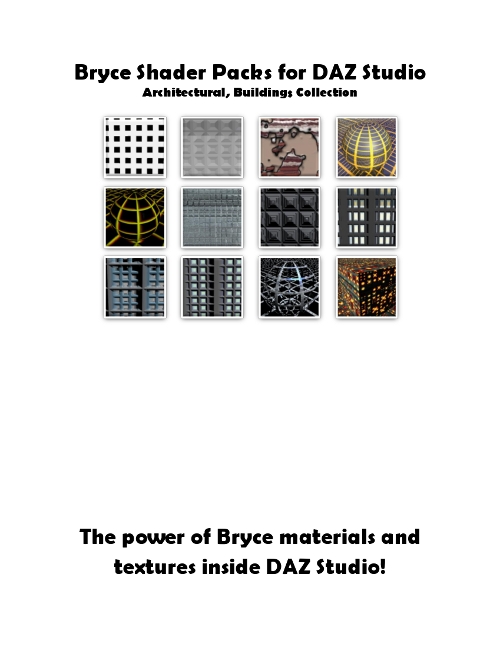 Bryce Shader Packs for DAZ Studio
Architectural, Buildings Collection
The power of Bryce materials and
textures inside DAZ Studio!